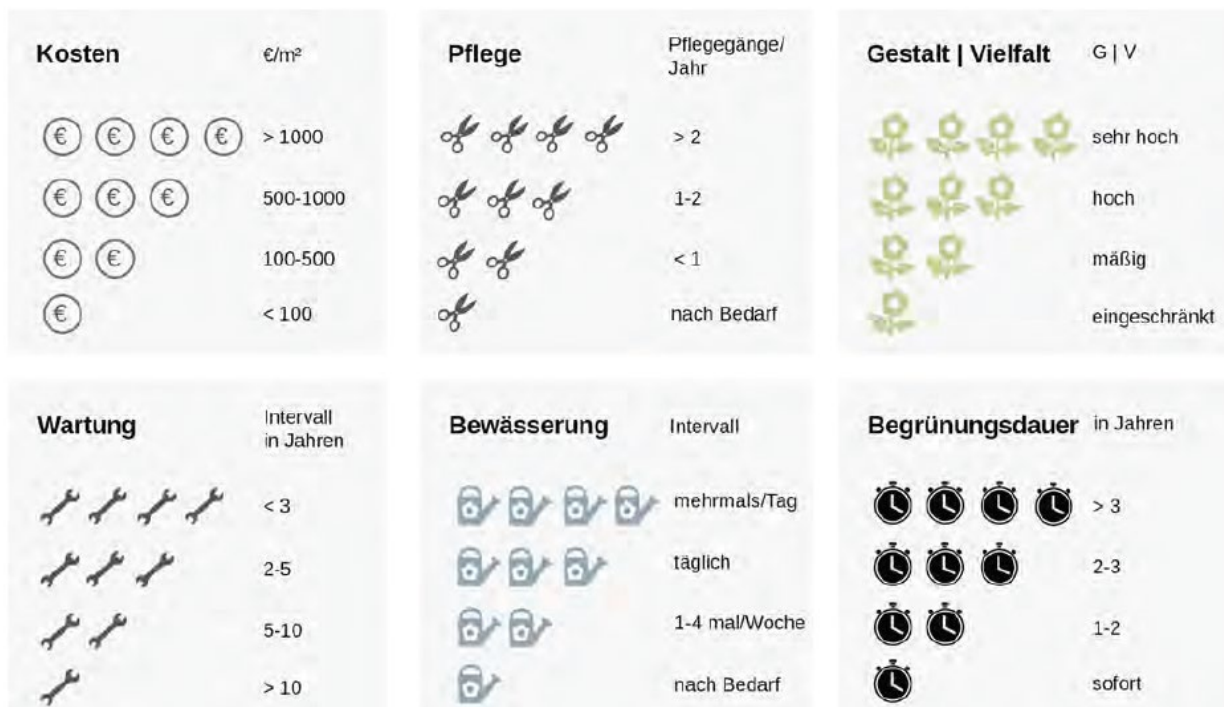 Kosten €/m²
> 1000
500-1000
100-500
< 100
Pflege Pflegegänge/
Jahr
> 2
1-2
< 1
nach Bedarf
Gestalt | Vielfalt G | V
sehr hoch
hoch
mäßig
eingeschränkt
Wartung Intervall
in Jahren
< 3
2-5
5-10
> 10
Bewässerung Intervall
mehrmals/Tag
täglich
1-4 mal/Woche
nach Bedarf
Begrünungsdauer in Jahren
> 3
2-3
1-2
sofort